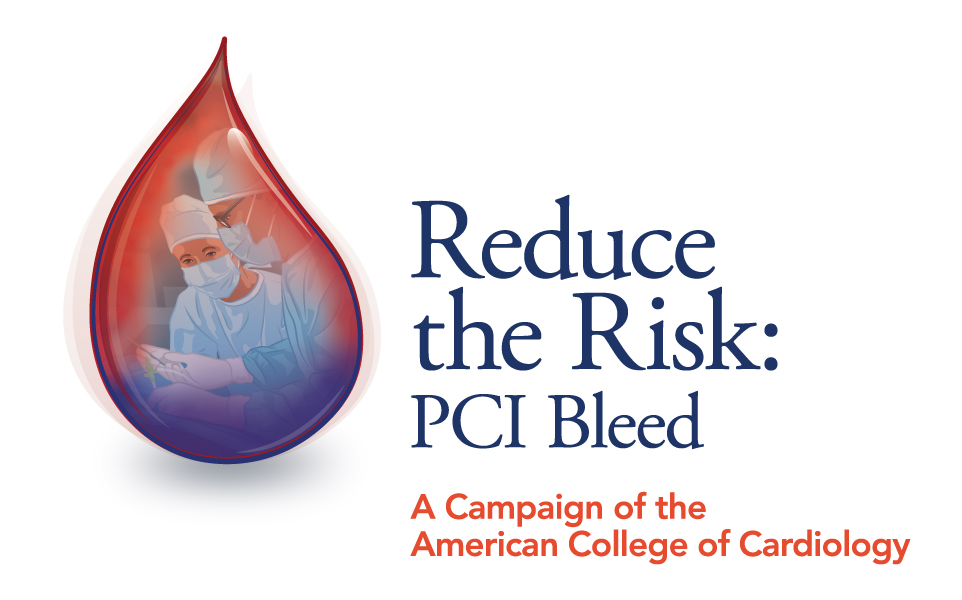 Reduce
the Risk:
PCI Bleed
A Campaign of the
American College of Cardiology